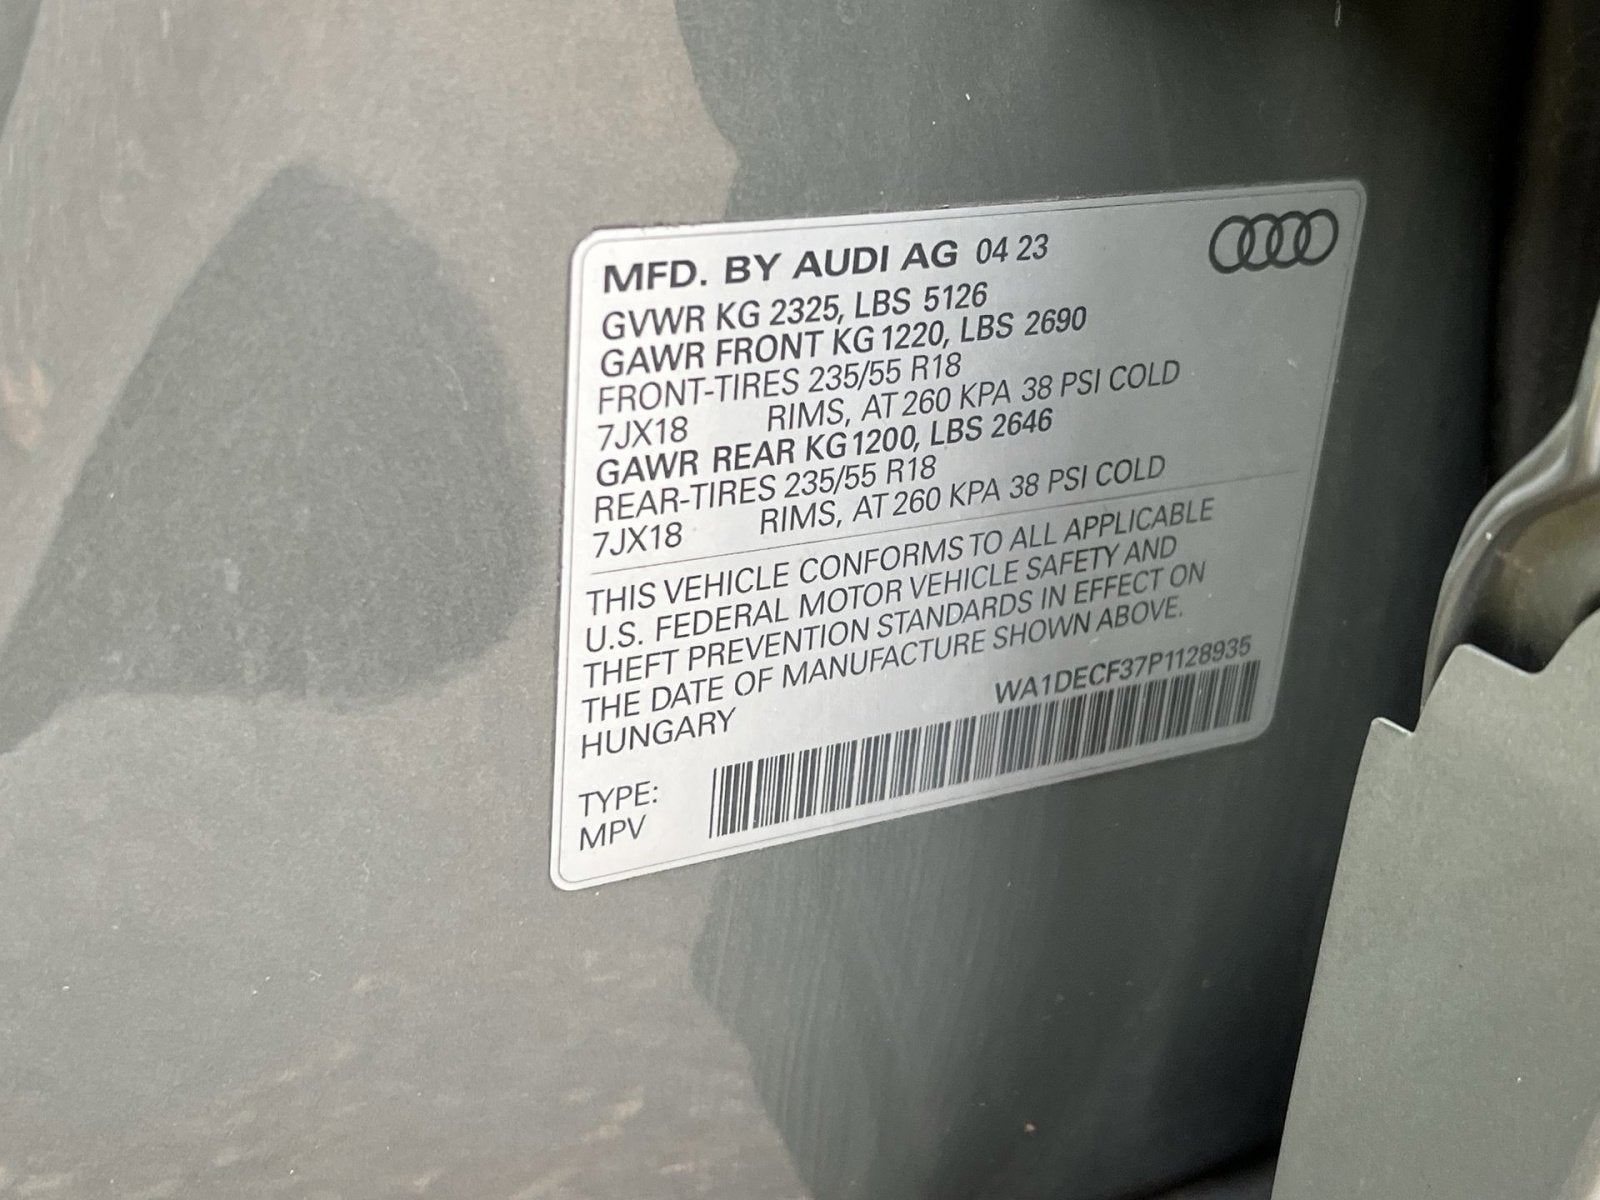 MFD. BY AUDI AG 04 23
GVWR KG 2325, LBS 5126
GAWR FRONT KG 1220, LBS 2690
FRONT-TIRES 235/55 R18
7JX18 RIMS, AT 260 KPA 38 PSI COLD
GAWR REAR KG 1200, LBS 2646
REAR-TIRES 235/55 R18
7JX18 RIMS, AT 260 KPA 38 PSI COLD
THIS VEHICLE CONFORMS TO ALL APPLICABLE
U.S. FEDERAL MOTOR VEHICLE SAFETY AND
THEFT PREVENTION STANDARDS IN EFFECT ON
THE DATE OF MANUFACTURE SHOWN ABOVE.
HUNGARY WA1DECF37P1128935
TYPE:
MPV